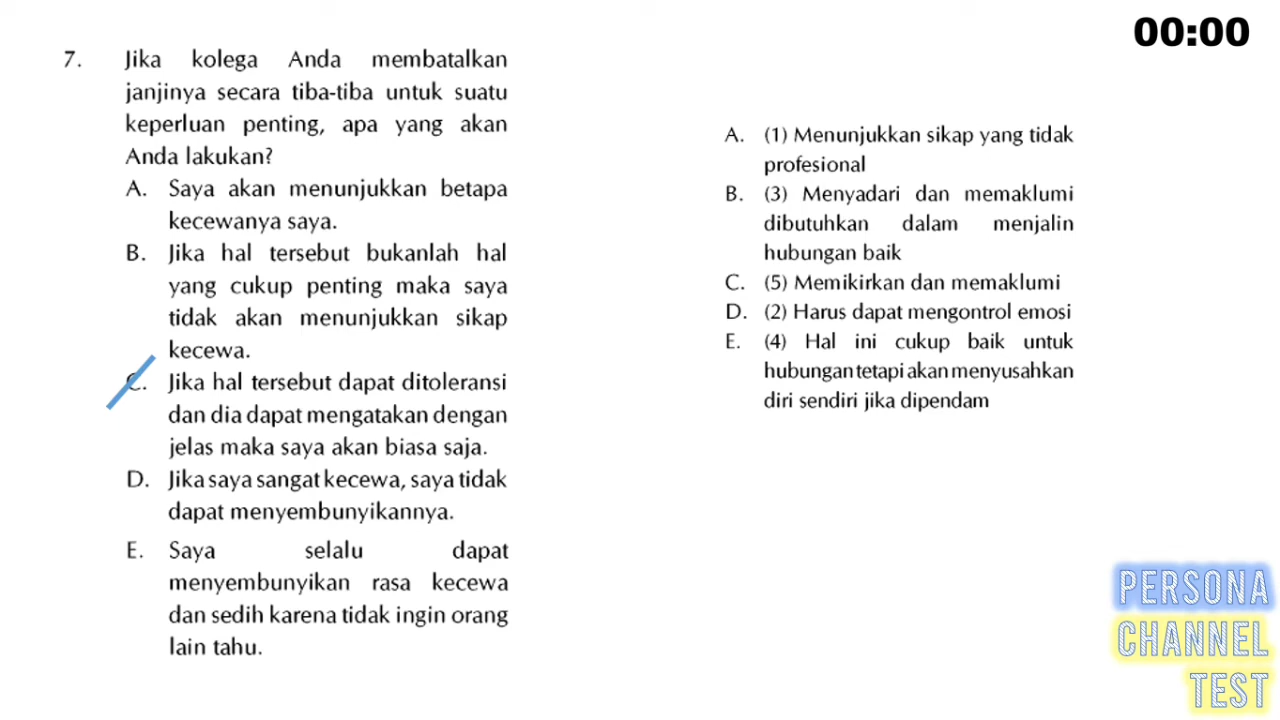 00:00
7. Jika kolega Anda membatalkan
janjinya secara tiba-tiba untuk suatu
keperluan penting, apa yang akan
Anda lakukan?
A. Saya akan menunjukkan betapa
kecewanya saya.
B. Jika hal tersebut bukanlah hal
yang cukup penting maka saya
tidak akan menunjukkan sikap
kecewa.
C. Jika hal tersebut dapat ditoleransi
dan dia dapat mengatakan dengan
jelas maka saya akan biasa saja.
D. Jika saya sangat kecewa, saya tidak
dapat menyembunyikannya.
E. Saya selalu dapat
menyembunyikan rasa kecewa
dan sedih karena tidak ingin orang
lain tahu.
A. (1) Menunjukkan sikap yang tidak
profesional
B. (3) Menyadari dan memaklumi
dibutuhkan dalam menjalin
hubungan baik
C. (5) Memikirkan dan memaklumi
D. (2) Harus dapat mengontrol emosi
E. (4) Hal ini cukup baik untuk
hubungan tetapi akan menyusahkan
diri sendiri jika dipendam
PERSONA
CHANNEL
TEST